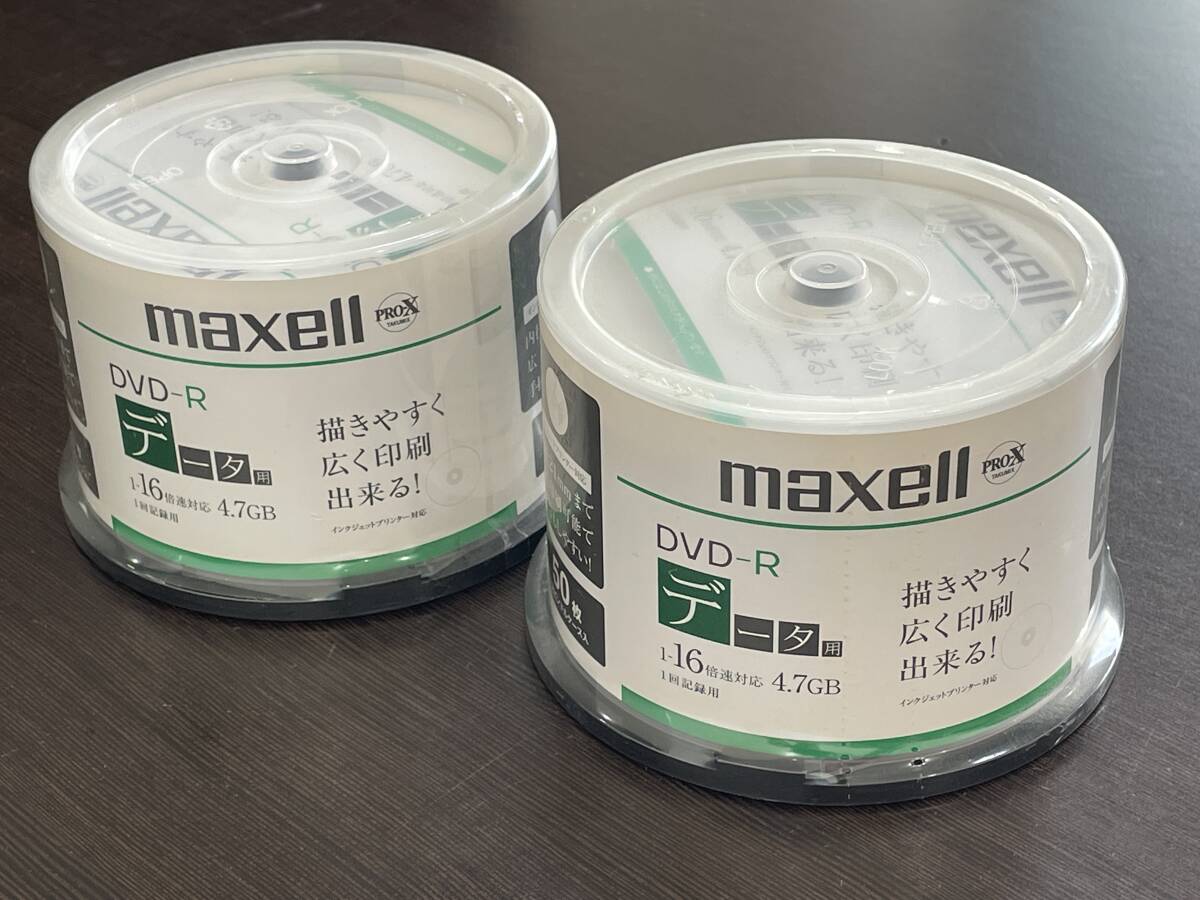 maxell PRO-X
TAKUMIX
DVD-R
データ用
1-16倍速対応 4.7GB
1回記録用
描きやすく
広く印刷
出来る!
インクジェットプリンター対応
OPEN
maxell
maxell PRO-X
TAKUMIX
DVD-R
データ用
1-16倍速対応 4.7GB
1回記録用
描きやすく
広く印刷
出来る!
インクジェットプリンター対応
50枚
maxell